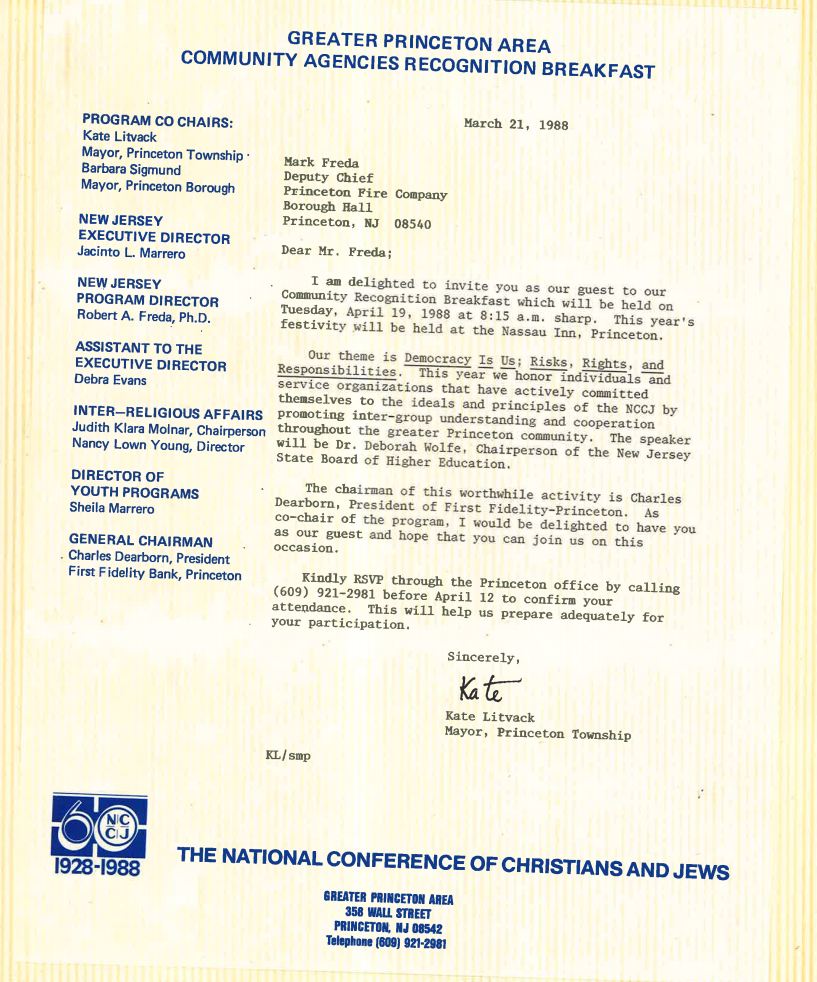 GREATER PRINCETON AREA
COMMUNITY AGENCIES RECOGNITION BREAKFAST
PROGRAM CO CHAIRS:
Kate Litvack
Mayor, Princeton Township
Barbara Sigmund
Mayor, Princeton Borough
NEW JERSEY
EXECUTIVE DIRECTOR
Jacinto L. Marrero
NEW JERSEY
PROGRAM DIRECTOR
Robert A. Freda, Ph.D.
ASSISTANT TO THE
EXECUTIVE DIRECTOR
Debra Evans
INTER—RELIGIOUS AFFAIRS
Judith Klara Molnar, Chairperson
Nancy Lown Young, Director
DIRECTOR OF
YOUTH PROGRAMS
Sheila Marrero
GENERAL CHAIRMAN
Charles Dearborn, President
First Fidelity Bank, Princeton
March 21, 1988
Mark Freda
Deputy Chief
Princeton Fire Company
Borough Hall
Princeton, NJ 08540
Dear Mr. Freda;
I am delighted to invite you as our guest to our
Community Recognition Breakfast which will be held on
Tuesday, April 19, 1988 at 8:15 a.m. sharp. This year's
festivity will be held at the Nassau Inn, Princeton.
Our theme is Democracy Is Us; Risks, Rights, and
Responsibilities. This year we honor individuals and
service organizations that have actively committed
themselves to the ideals and principles of the NCCJ by
promoting inter-group understanding and cooperation
throughout the greater Princeton community. The speaker
will be Dr. Deborah Wolfe, Chairperson of the New Jersey
State Board of Higher Education.
The chairman of this worthwhile activity is Charles
Dearborn, President of First Fidelity-Princeton. As
co-chair of the program, I would be delighted to have you
as our guest and hope that you can join us on this
occasion.
Kindly RSVP through the Princeton office by calling
(609) 921-2981 before April 12 to confirm your
attendance. This will help us prepare adequately for
your participation.
Sincerely,
Kate
Kate Litvack
Mayor, Princeton Township
KL/smp
60 NCCJ
1928-1988
THE NATIONAL CONFERENCE OF CHRISTIANS AND JEWS
GREATER PRINCETON AREA
358 WALL STREET
PRINCETON, NJ 08542
Telephone (609) 921-2981